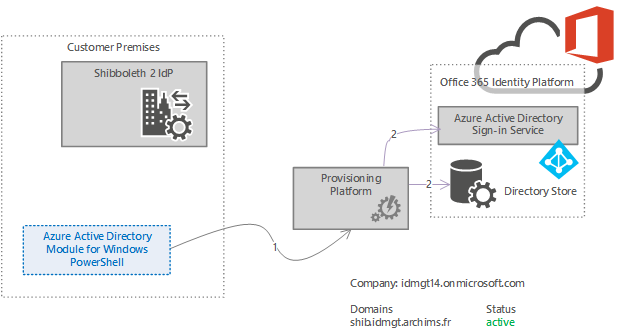 Customer Premises
Shibboleth 2 IdP
Office 365 Identity Platform
Azure Active Directory
Sign-in Service
2
Provisioning
Platform
2
Directory Store
Azure Active Directory
Module for Windows
PowerShell
1
Company: idmgt14.onmicrosoft.com
Domains Status
shib.idmgt.archims.fr active